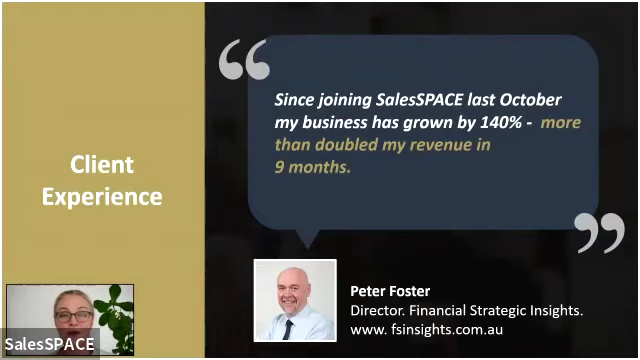 Client
Experience
“
Since joining SalesSPACE last October
my business has grown by 140% - more
than doubled my revenue in
9 months.
”
Peter Foster
Director. Financial Strategic Insights.
www. fsinsights.com.au
SalesSPACE